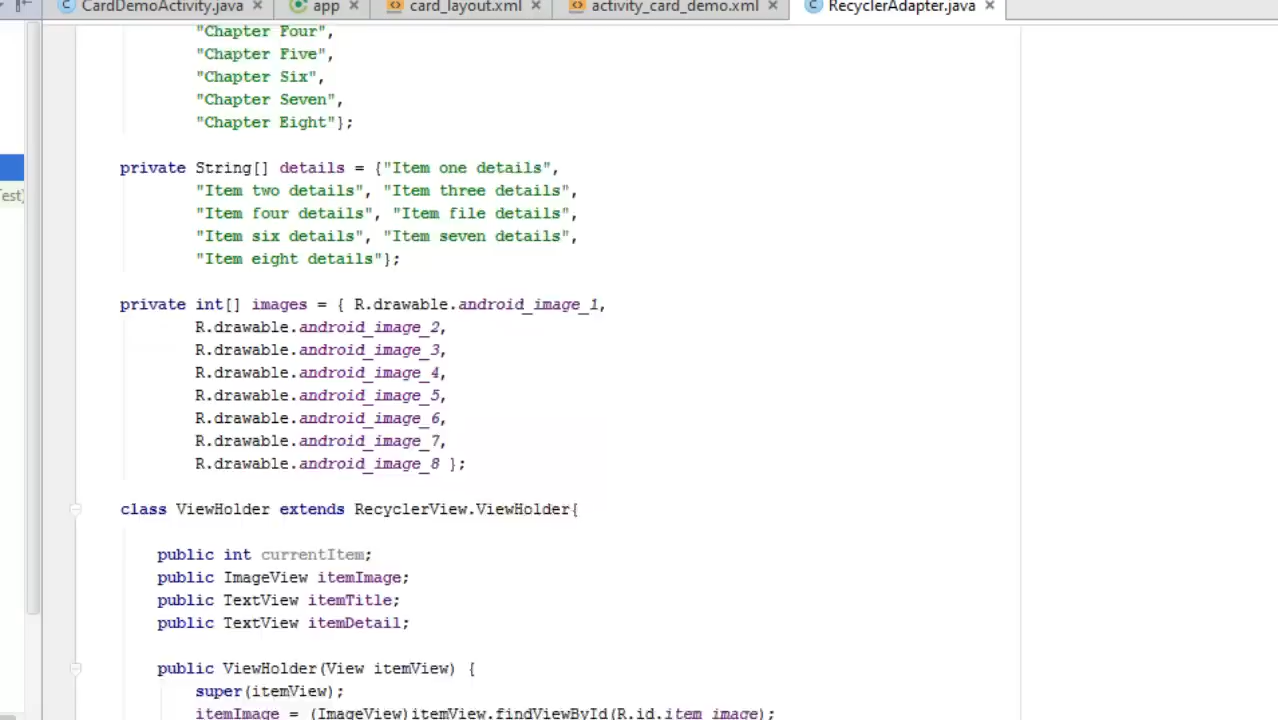 CardDemoActivity.java app card_layout.xml activity_card_demo.xml RecyclerAdapter.java
"Chapter Four",
"Chapter Five",
"Chapter Six",
"Chapter Seven",
"Chapter Eight"};
private String[] details = {"Item one details",
"Item two details", "Item three details",
"Item four details", "Item file details",
"Item six details", "Item seven details",
"Item eight details"};
private int[] images = { R.drawable.android_image_1,
R.drawable.android_image_2,
R.drawable.android_image_3,
R.drawable.android_image_4,
R.drawable.android_image_5,
R.drawable.android_image_6,
R.drawable.android_image_7,
R.drawable.android_image_8 };
class ViewHolder extends RecyclerView.ViewHolder{
public int currentItem;
public ImageView itemImage;
public TextView itemTitle;
public TextView itemDetail;
public ViewHolder(View itemView) {
super(itemView);
itemImage = (ImageView)itemView.findViewById(R.id.item_image);